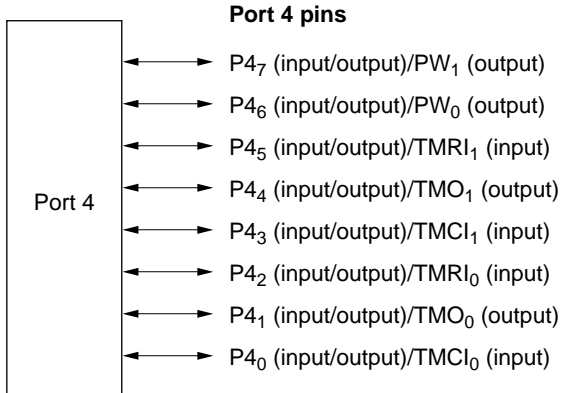 Port 4 pins
P4₇ (input/output)/PW₁ (output)
P4₆ (input/output)/PW₀ (output)
P4₅ (input/output)/TMRI₁ (input)
P4₄ (input/output)/TMO₁ (output)
Port 4
P4₃ (input/output)/TMCI₁ (input)
P4₂ (input/output)/TMRI₀ (input)
P4₁ (input/output)/TMO₀ (output)
P4₀ (input/output)/TMCI₀ (input)